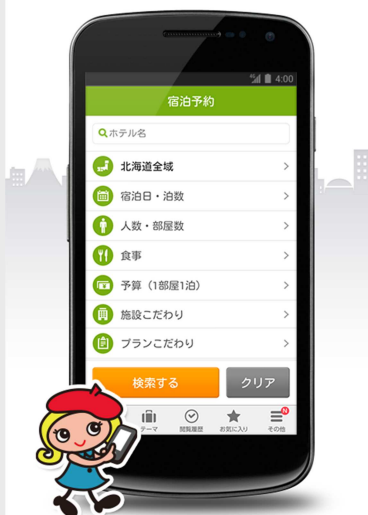 4G 4:00
宿泊予約
ホテル名
北海道全域
宿泊日・泊数
人数・部屋数
食事
予算（1部屋1泊）
施設こだわり
プランこだわり
検索する クリア
テーマ 閲覧履歴 お気に入り その他
N